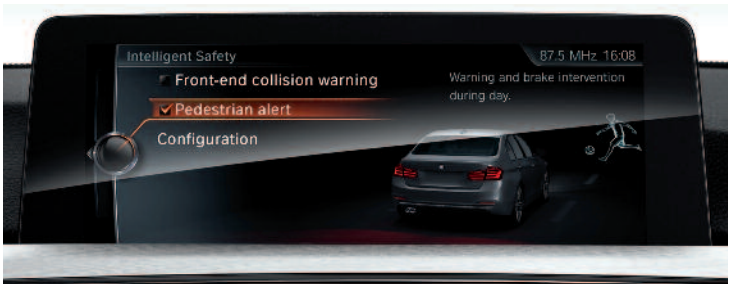 Intelligent Safety
87.5 MHz 16:08
Front-end collision warning
Pedestrian alert
Configuration
Warning and brake intervention
during day.